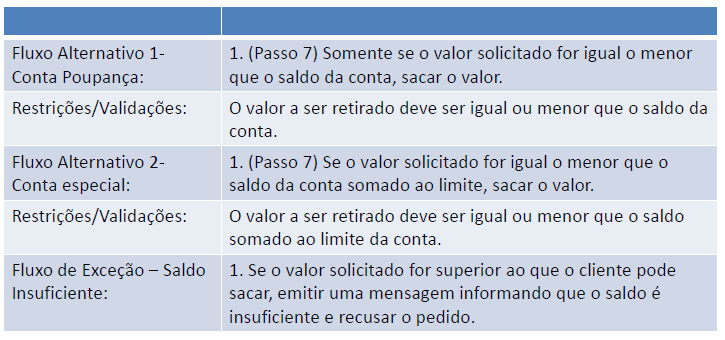 Fluxo Alternativo 1-
Conta Poupança:
1. (Passo 7) Somente se o valor solicitado for igual o menor
que o saldo da conta, sacar o valor.
Restrições/Validações:
O valor a ser retirado deve ser igual ou menor que o saldo da
conta.
Fluxo Alternativo 2-
Conta especial:
1. (Passo 7) Se o valor solicitado for igual o menor que o
saldo da conta somado ao limite, sacar o valor.
Restrições/Validações:
O valor a ser retirado deve ser igual ou menor que o saldo
somado ao limite da conta.
Fluxo de Exceção – Saldo
Insuficiente:
1. Se o valor solicitado for superior ao que o cliente pode
sacar, emitir uma mensagem informando que o saldo é
insuficiente e recusar o pedido.